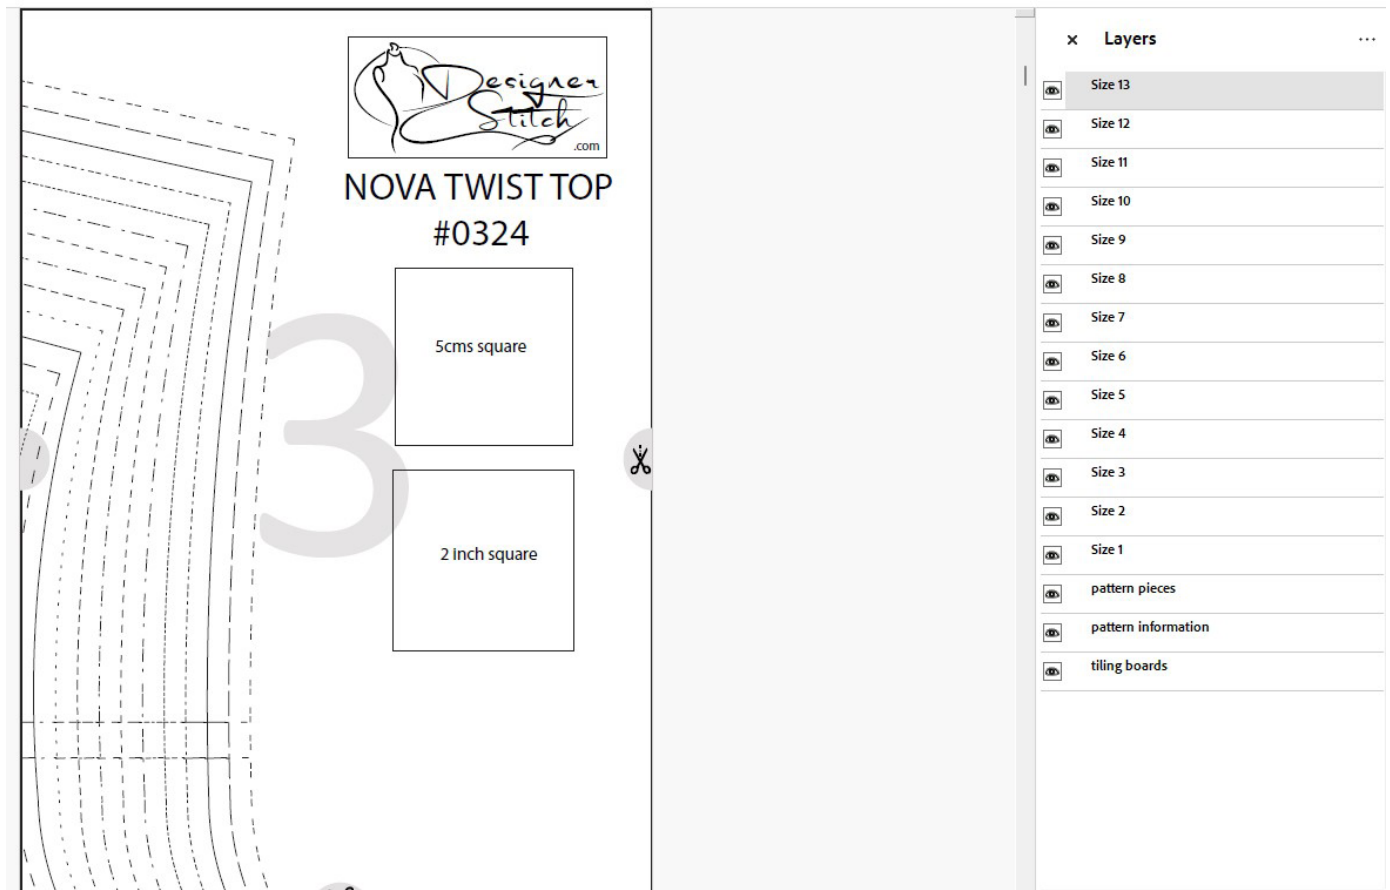 Designer
Stitch
.com
NOVA TWIST TOP
#0324
3
5cms square
2 inch square
Layers
Size 13
Size 12
Size 11
Size 10
Size 9
Size 8
Size 7
Size 6
Size 5
Size 4
Size 3
Size 2
Size 1
pattern pieces
pattern information
tiling boards